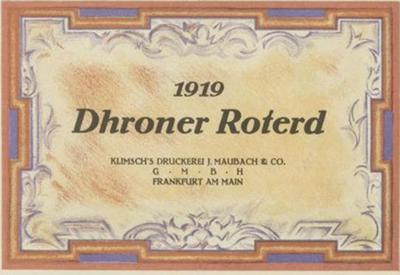 1919
Dhroner Roterd
KLIMSCH'S DRUCKEREI J. MAUBACH & CO.
G · M · B · H
FRANKFURT AM MAIN